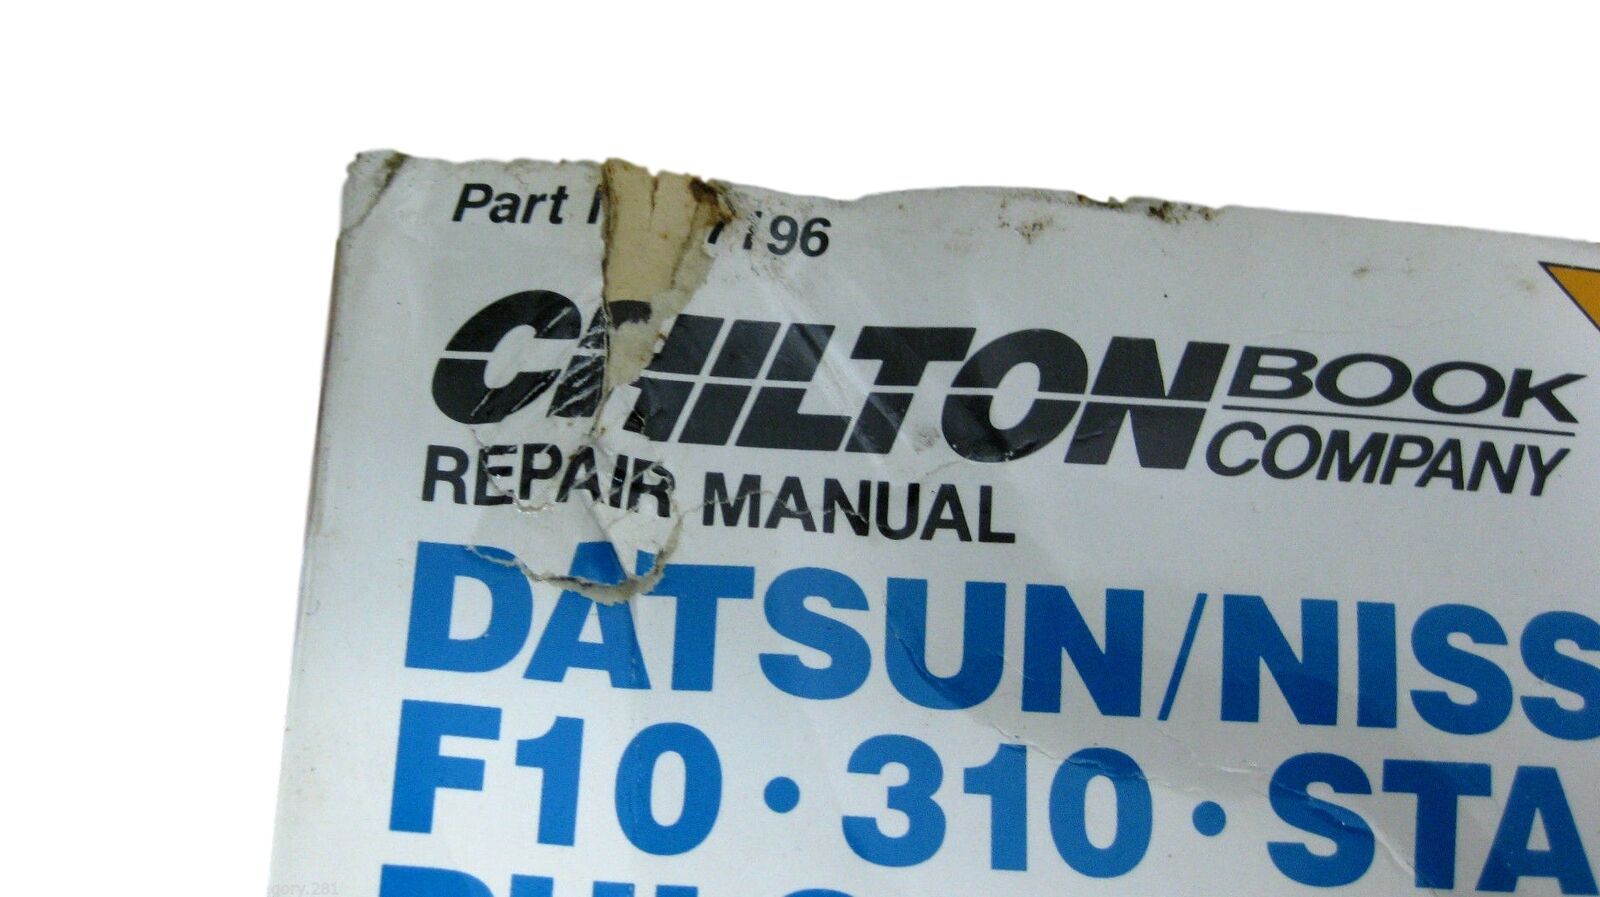 Part 7196
CHILTON BOOK COMPANY
REPAIR MANUAL
DATSUN/NISS
F10 • 310 • STA